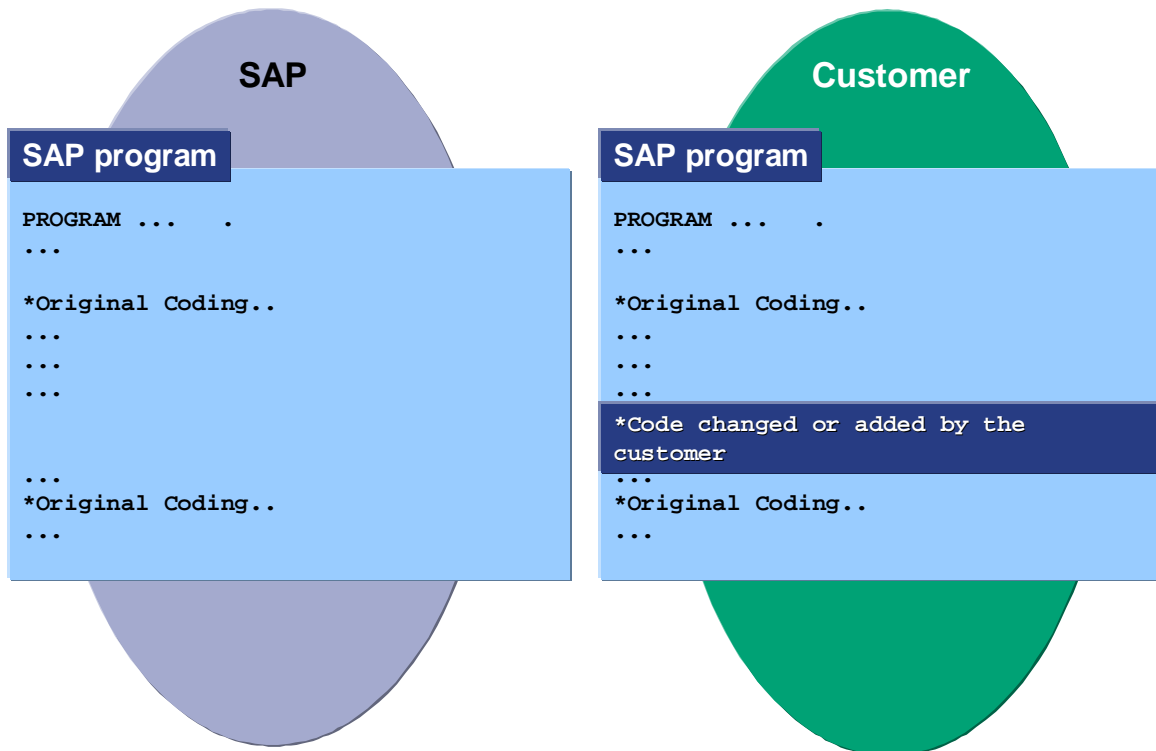 SAP
SAP program
PROGRAM ... .
...
*Original Coding..
...
...
...
...
*Original Coding..
...
Customer
SAP program
PROGRAM ... .
...
*Original Coding..
...
...
...
*Code changed or added by the
customer
...
*Original Coding..
...